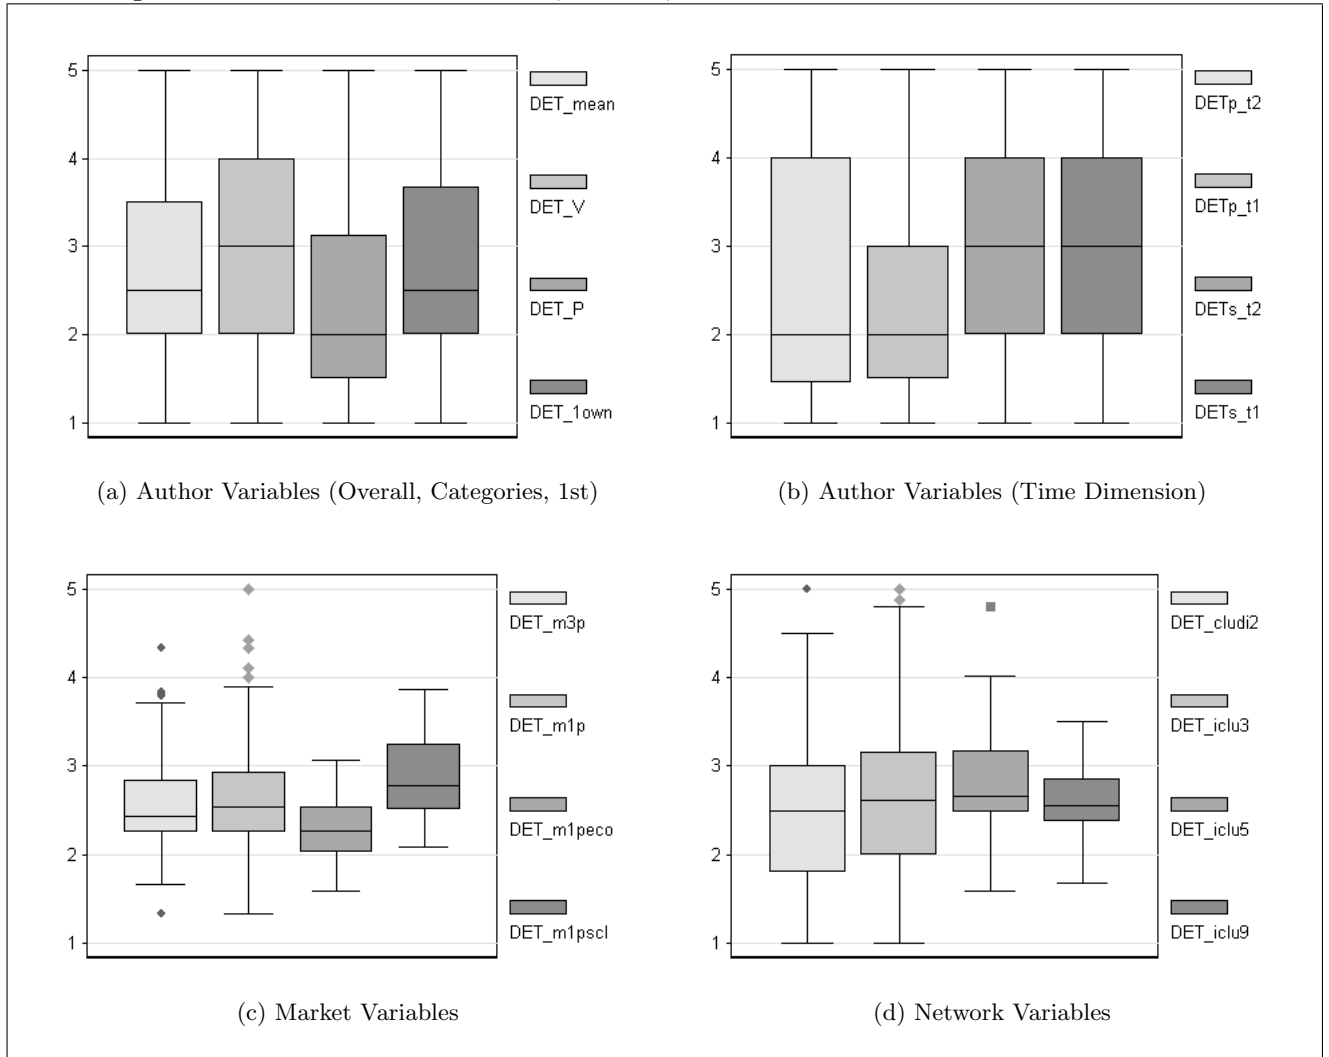 5
4
3
2
1
DET_mean
DET_V
DET_P
DET_1own
(a) Author Variables (Overall, Categories, 1st)
5
4
3
2
1
DETp_t2
DETp_t1
DETs_t2
DETs_t1
(b) Author Variables (Time Dimension)
5
4
3
2
1
DET_m3p
DET_m1p
DET_m1peco
DET_m1pscl
(c) Market Variables
5
4
3
2
1
DET_cludi2
DET_iclu3
DET_iclu5
DET_iclu9
(d) Network Variables